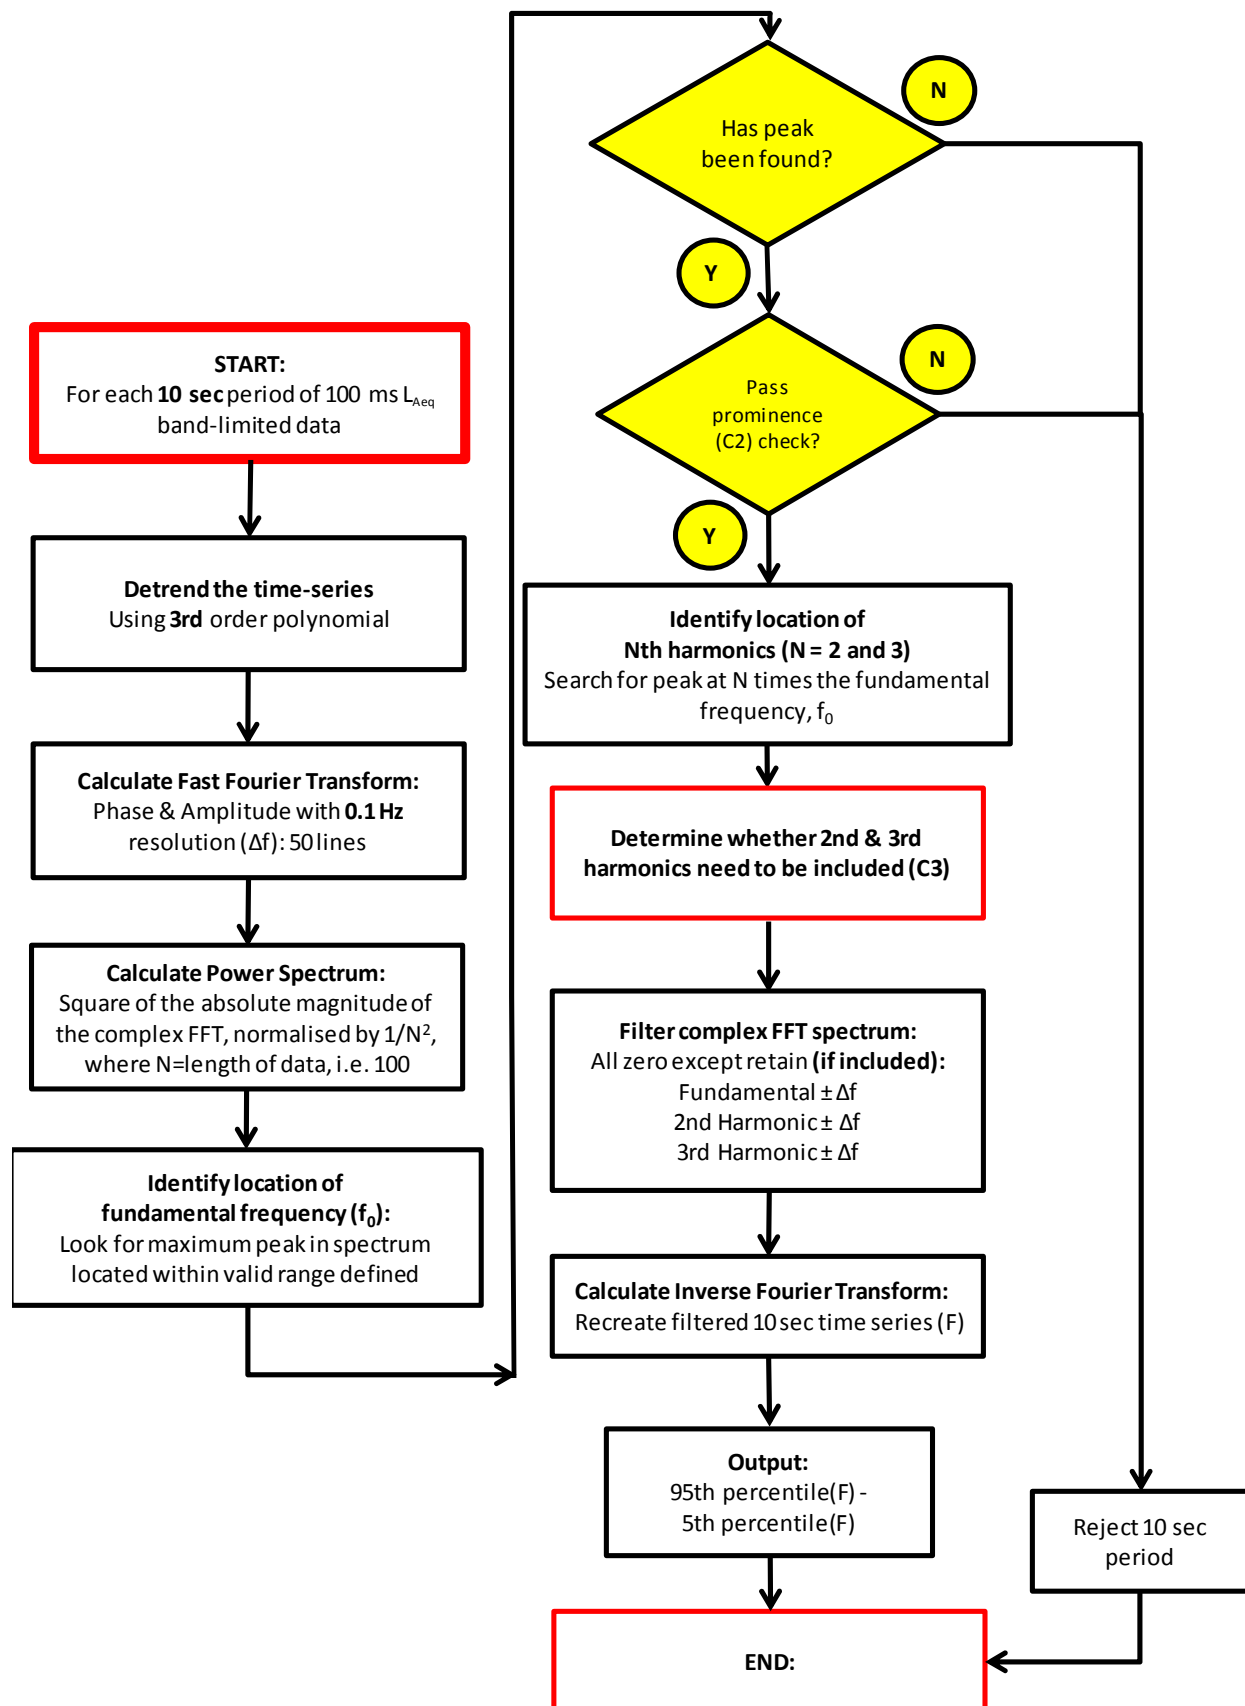 START:
For each 10 sec period of 100 ms LAeq
band-limited data
Detrend the time-series
Using 3rd order polynomial
Calculate Fast Fourier Transform:
Phase & Amplitude with 0.1 Hz
resolution (Δf): 50 lines
Calculate Power Spectrum:
Square of the absolute magnitude of
the complex FFT, normalised by 1/N²,
where N=length of data, i.e. 100
Identify location of
fundamental frequency (f₀):
Look for maximum peak in spectrum
located within valid range defined
Has peak
been found?
N
Y
Pass
prominence
(C2) check?
N
Y
Identify location of
Nth harmonics (N = 2 and 3)
Search for peak at N times the fundamental
frequency, f₀
Determine whether 2nd & 3rd
harmonics need to be included (C3)
Filter complex FFT spectrum:
All zero except retain (if included):
Fundamental ± Δf
2nd Harmonic ± Δf
3rd Harmonic ± Δf
Calculate Inverse Fourier Transform:
Recreate filtered 10 sec time series (F)
Output:
95th percentile(F) -
5th percentile(F)
Reject 10 sec
period
END: